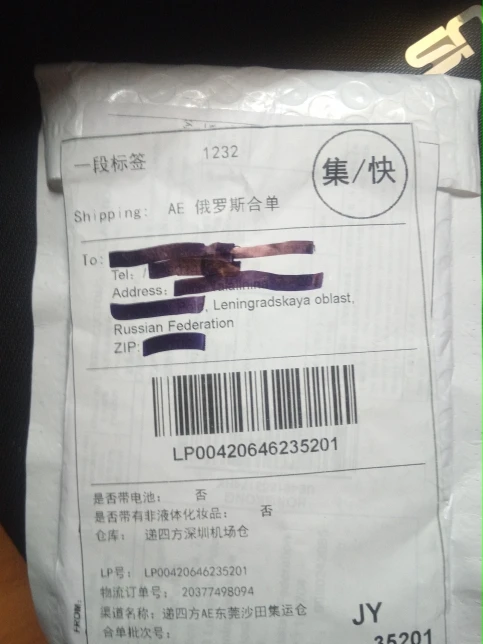 一段标签
1232
集/快
Shipping: AE 俄罗斯合单
To:
Tel: /
Address:
, Leningradskaya oblast,
Russian Federation
ZIP:
LP00420646235201
是否带电池: 否
是否带有非液体化妆品: 否
仓库: 递四方深圳机场仓
LP号: LP00420646235201
物流订单号: 20377498094
渠道名称: 递四方AE东莞沙田集运仓
合单批次号:
JY
35201